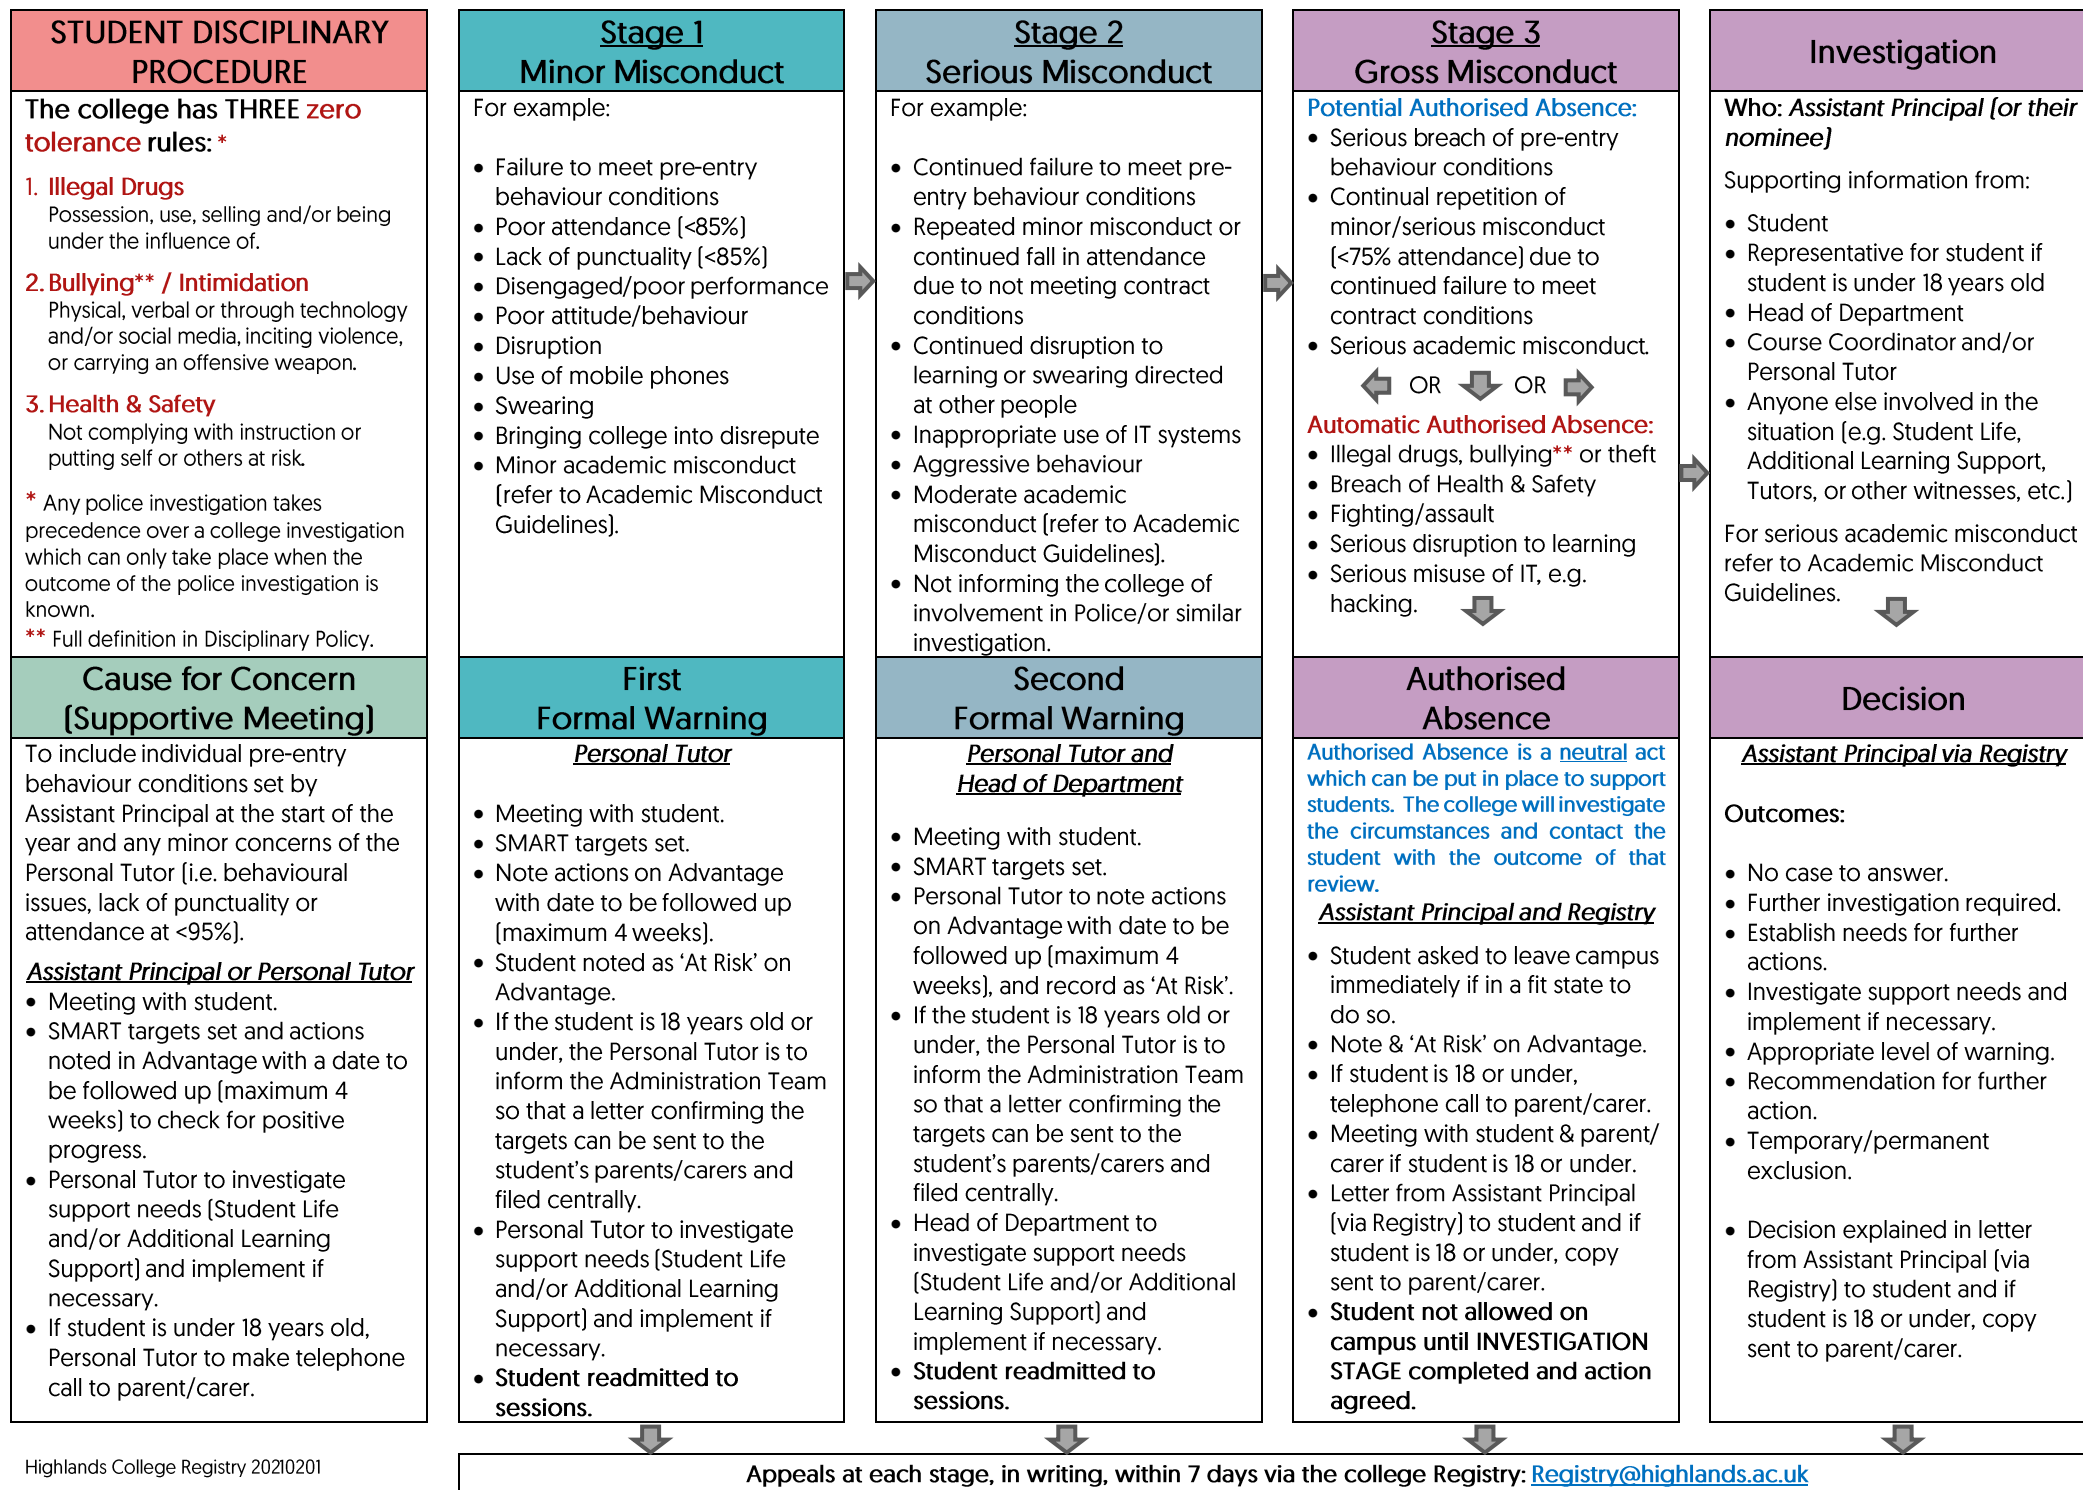 STUDENT DISCIPLINARY
PROCEDURE
The college has THREE zero
tolerance rules: *
1. Illegal Drugs
Possession, use, selling and/or being
under the influence of.
2. Bullying** / Intimidation
Physical, verbal or through technology
and/or social media, inciting violence,
or carrying an offensive weapon.
3. Health & Safety
Not complying with instruction or
putting self or others at risk.
* Any police investigation takes
precedence over a college investigation
which can only take place when the
outcome of the police investigation is
known.
** Full definition in Disciplinary Policy.
Cause for Concern
(Supportive Meeting)
To include individual pre-entry
behaviour conditions set by
Assistant Principal at the start of the
year and any minor concerns of the
Personal Tutor (i.e. behavioural
issues, lack of punctuality or
attendance at <95%).
Assistant Principal or Personal Tutor
• Meeting with student.
• SMART targets set and actions
noted in Advantage with a date to
be followed up (maximum 4
weeks) to check for positive
progress.
• Personal Tutor to investigate
support needs (Student Life
and/or Additional Learning
Support) and implement if
necessary.
• If student is under 18 years old,
Personal Tutor to make telephone
call to parent/carer.
Stage 1
Minor Misconduct
For example:
• Failure to meet pre-entry
behaviour conditions
• Poor attendance (<85%)
• Lack of punctuality (<85%)
• Disengaged/poor performance
• Poor attitude/behaviour
• Disruption
• Use of mobile phones
• Swearing
• Bringing college into disrepute
• Minor academic misconduct
(refer to Academic Misconduct
Guidelines).
First
Formal Warning
Personal Tutor
• Meeting with student.
• SMART targets set.
• Note actions on Advantage
with date to be followed up
(maximum 4 weeks).
• Student noted as ‘At Risk’ on
Advantage.
• If the student is 18 years old or
under, the Personal Tutor is to
inform the Administration Team
so that a letter confirming the
targets can be sent to the
student’s parents/carers and
filed centrally.
• Personal Tutor to investigate
support needs (Student Life
and/or Additional Learning
Support) and implement if
necessary.
• Student readmitted to
sessions.
Stage 2
Serious Misconduct
For example:
• Continued failure to meet pre-
entry behaviour conditions
• Repeated minor misconduct or
continued fall in attendance
due to not meeting contract
conditions
• Continued disruption to
learning or swearing directed
at other people
• Inappropriate use of IT systems
• Aggressive behaviour
• Moderate academic
misconduct (refer to Academic
Misconduct Guidelines).
• Not informing the college of
involvement in Police/or similar
investigation.
Second
Formal Warning
Personal Tutor and
Head of Department
• Meeting with student.
• SMART targets set.
• Personal Tutor to note actions
on Advantage with date to be
followed up (maximum 4
weeks), and record as ‘At Risk’.
• If the student is 18 years old or
under, the Personal Tutor is to
inform the Administration Team
so that a letter confirming the
targets can be sent to the
student’s parents/carers and
filed centrally.
• Head of Department to
investigate support needs
(Student Life and/or Additional
Learning Support) and
implement if necessary.
• Student readmitted to
sessions.
Stage 3
Gross Misconduct
Potential Authorised Absence:
• Serious breach of pre-entry
behaviour conditions
• Continual repetition of
minor/serious misconduct
(<75% attendance) due to
continued failure to meet
contract conditions
• Serious academic misconduct.
OR OR
Automatic Authorised Absence:
• Illegal drugs, bullying** or theft
• Breach of Health & Safety
• Fighting/assault
• Serious disruption to learning
• Serious misuse of IT, e.g.
hacking.
Authorised
Absence
Authorised Absence is a neutral act
which can be put in place to support
students. The college will investigate
the circumstances and contact the
student with the outcome of that
review.
Assistant Principal and Registry
• Student asked to leave campus
immediately if in a fit state to
do so.
• Note & ‘At Risk’ on Advantage.
• If student is 18 or under,
telephone call to parent/carer.
• Meeting with student & parent/
carer if student is 18 or under.
• Letter from Assistant Principal
(via Registry) to student and if
student is 18 or under, copy
sent to parent/carer.
• Student not allowed on
campus until INVESTIGATION
STAGE completed and action
agreed.
Investigation
Who: Assistant Principal (or their
nominee)
Supporting information from:
• Student
• Representative for student if
student is under 18 years old
• Head of Department
• Course Coordinator and/or
Personal Tutor
• Anyone else involved in the
situation (e.g. Student Life,
Additional Learning Support,
Tutors, or other witnesses, etc.)
For serious academic misconduct
refer to Academic Misconduct
Guidelines.
Decision
Assistant Principal via Registry
Outcomes:
• No case to answer.
• Further investigation required.
• Establish needs for further
actions.
• Investigate support needs and
implement if necessary.
• Appropriate level of warning.
• Recommendation for further
action.
• Temporary/permanent
exclusion.
• Decision explained in letter
from Assistant Principal (via
Registry) to student and if
student is 18 or under, copy
sent to parent/carer.
Highlands College Registry 20210201
Appeals at each stage, in writing, within 7 days via the college Registry: Registry@highlands.ac.uk